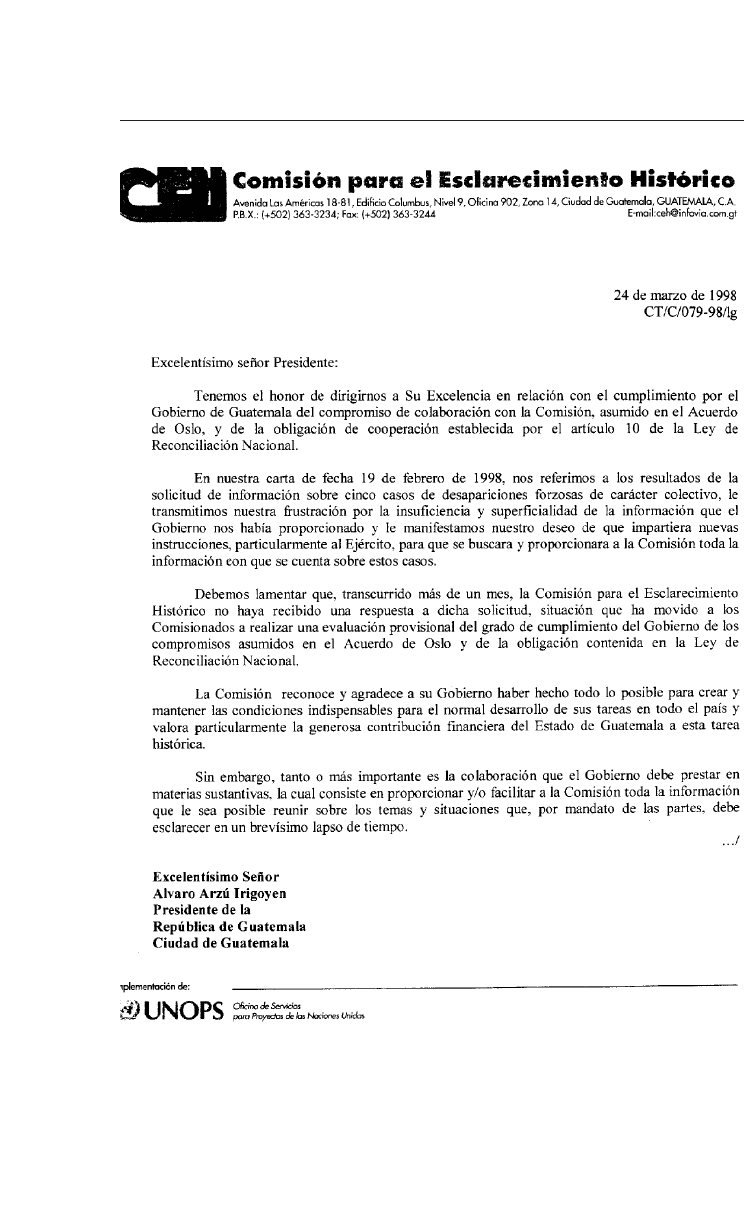 CEH Comisión para el Esclarecimiento Histórico
Avenida Las Américas 18-81, Edificio Columbus, Nivel 9, Oficina 902, Zona 14, Ciudad de Guatemala, GUATEMALA, C.A.
P.B.X.: (+502) 363-3234; Fax: (+502) 363-3244 E-mail:ceh@infovia.com.gt
24 de marzo de 1998
CT/C/079-98/lg
Excelentísimo señor Presidente:
Tenemos el honor de dirigirnos a Su Excelencia en relación con el cumplimiento por el
Gobierno de Guatemala del compromiso de colaboración con la Comisión, asumido en el Acuerdo
de Oslo, y de la obligación de cooperación establecida por el artículo 10 de la Ley de
Reconciliación Nacional.
En nuestra carta de fecha 19 de febrero de 1998, nos referimos a los resultados de la
solicitud de información sobre cinco casos de desapariciones forzosas de carácter colectivo, le
transmitimos nuestra frustración por la insuficiencia y superficialidad de la información que el
Gobierno nos había proporcionado y le manifestamos nuestro deseo de que impartiera nuevas
instrucciones, particularmente al Ejército, para que se buscara y proporcionara a la Comisión toda la
información con que se cuenta sobre estos casos.
Debemos lamentar que, transcurrido más de un mes, la Comisión para el Esclarecimiento
Histórico no haya recibido una respuesta a dicha solicitud, situación que ha movido a los
Comisionados a realizar una evaluación provisional del grado de cumplimiento del Gobierno de los
compromisos asumidos en el Acuerdo de Oslo y de la obligación contenida en la Ley de
Reconciliación Nacional.
La Comisión reconoce y agradece a su Gobierno haber hecho todo lo posible para crear y
mantener las condiciones indispensables para el normal desarrollo de sus tareas en todo el país y
valora particularmente la generosa contribución financiera del Estado de Guatemala a esta tarea
histórica.
Sin embargo, tanto o más importante es la colaboración que el Gobierno debe prestar en
materias sustantivas, la cual consiste en proporcionar y/o facilitar a la Comisión toda la información
que le sea posible reunir sobre los temas y situaciones que, por mandato de las partes, debe
esclarecer en un brevísimo lapso de tiempo.
.../
Excelentísimo Señor
Alvaro Arzú Irigoyen
Presidente de la
República de Guatemala
Ciudad de Guatemala
plementación de:
UNOPS Oficina de Servicios
para Proyectos de las Naciones Unidas